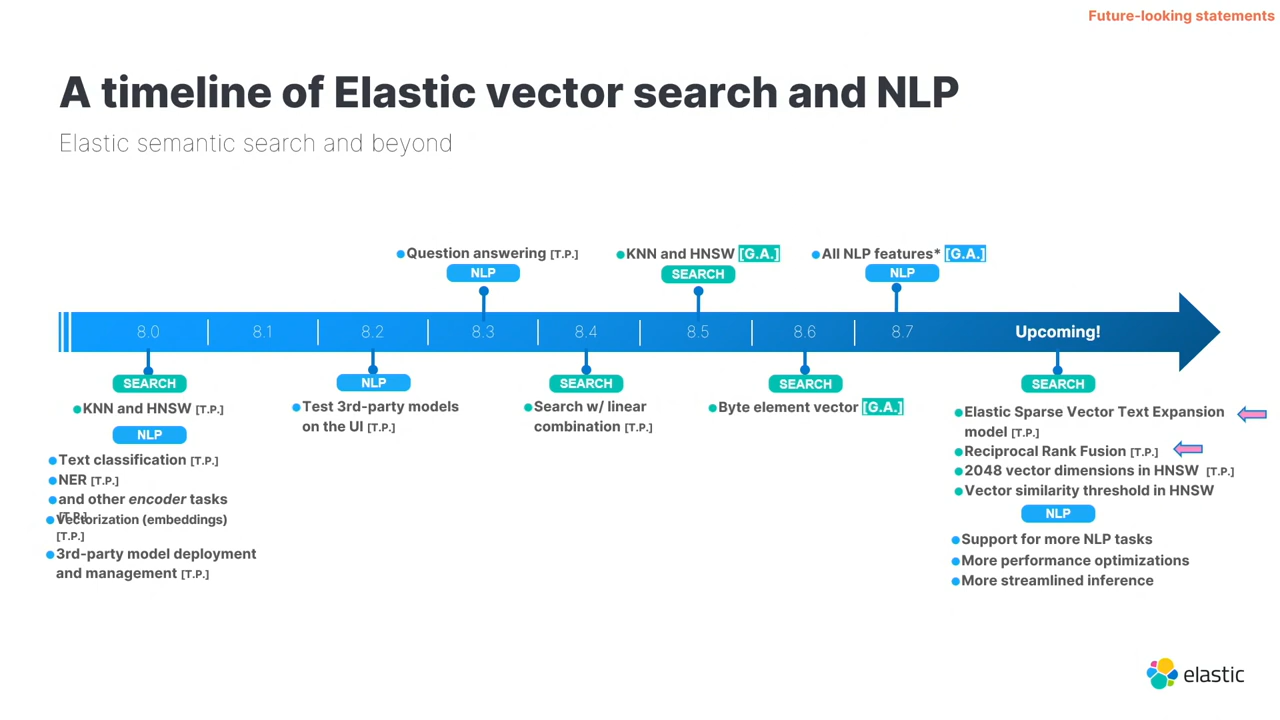 Future-looking statements
A timeline of Elastic vector search and NLP
Elastic semantic search and beyond
Question answering [T.P.]
NLP
KNN and HNSW [G.A.]
SEARCH
All NLP features* [G.A.]
NLP
8.0
8.1
8.2
8.3
8.4
8.5
8.6
8.7
Upcoming!
SEARCH
KNN and HNSW [T.P.]
NLP
Text classification [T.P.]
NER [T.P.]
and other encoder tasks
[T.P.]
Vectorization (embeddings)
[T.P.]
3rd-party model deployment
and management [T.P.]
NLP
Test 3rd-party models
on the UI [T.P.]
SEARCH
Search w/ linear
combination [T.P.]
SEARCH
Byte element vector [G.A.]
SEARCH
Elastic Sparse Vector Text Expansion
model [T.P.]
Reciprocal Rank Fusion [T.P.]
2048 vector dimensions in HNSW [T.P.]
Vector similarity threshold in HNSW
NLP
Support for more NLP tasks
More performance optimizations
More streamlined inference
elastic